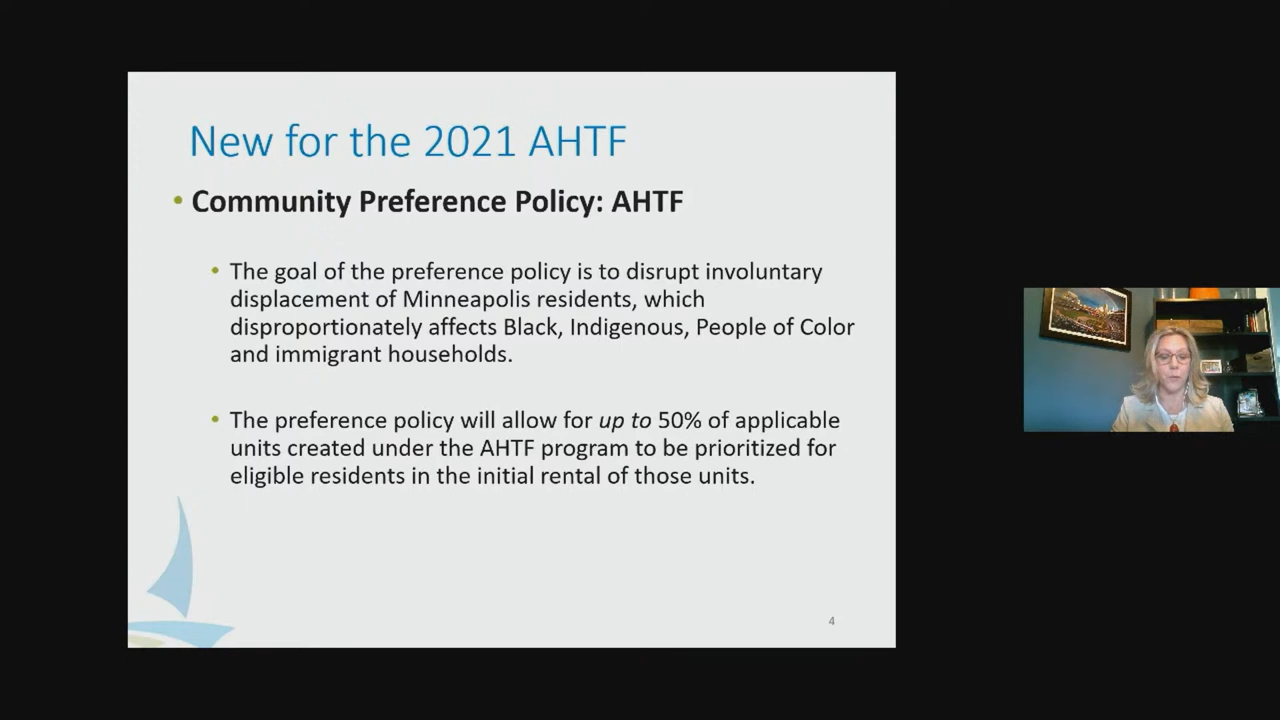 New for the 2021 AHTF
• Community Preference Policy: AHTF
• The goal of the preference policy is to disrupt involuntary
displacement of Minneapolis residents, which
disproportionately affects Black, Indigenous, People of Color
and immigrant households.
• The preference policy will allow for up to 50% of applicable
units created under the AHTF program to be prioritized for
eligible residents in the initial rental of those units.
4